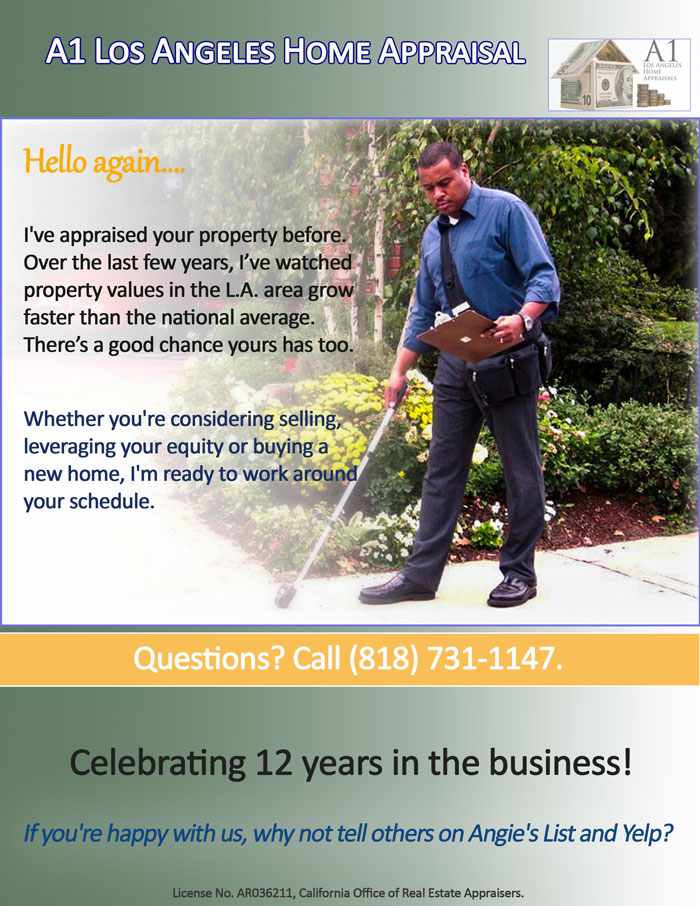 A1 Los Angeles Home Appraisal
A1
Los Angeles
Home
Appraisals
10
Hello again....
I've appraised your property before.
Over the last few years, I’ve watched
property values in the L.A. area grow
faster than the national average.
There’s a good chance yours has too.
Whether you're considering selling,
leveraging your equity or buying a
new home, I'm ready to work around
your schedule.
Questions? Call (818) 731-1147.
Celebrating 12 years in the business!
If you're happy with us, why not tell others on Angie's List and Yelp?
License No. AR036211, California Office of Real Estate Appraisers.